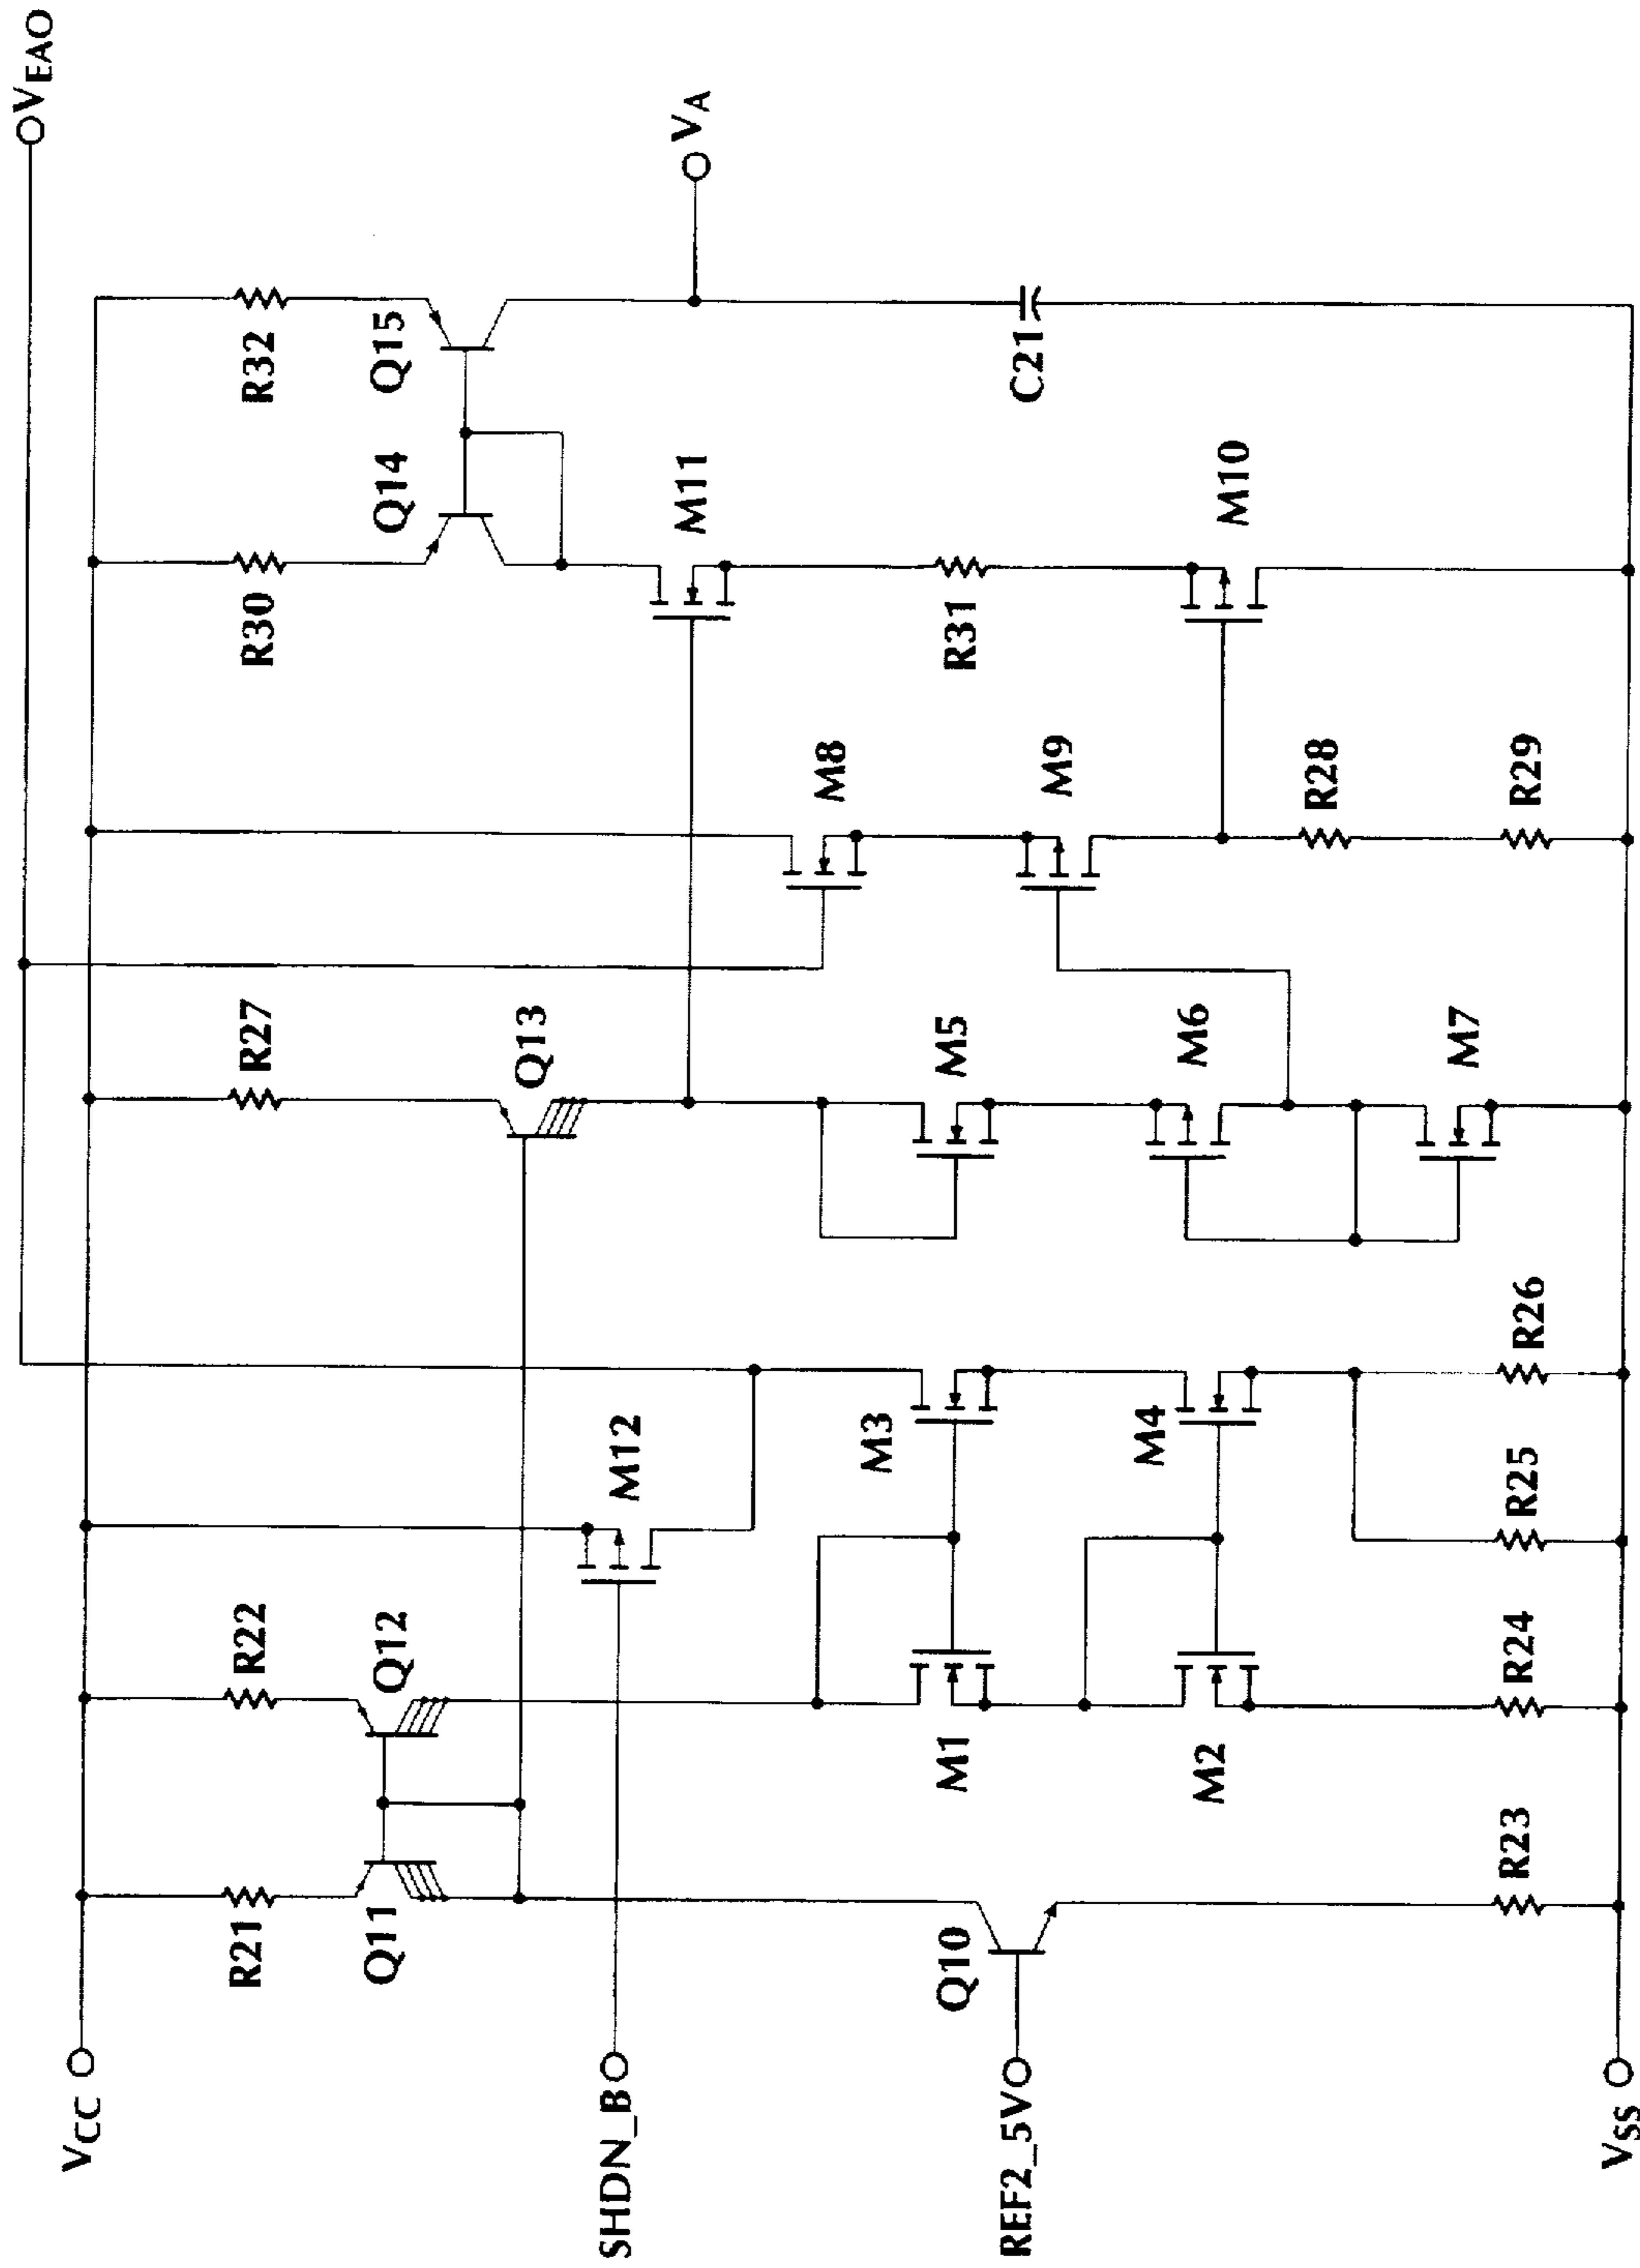 VEAO
VA
VCC
SHDN_B
REF2_5V
VSS
R21
R22
R27
R30
R32
Q11
Q12
Q13
Q14
Q15
M12
M11
M8
M1
M3
M5
M9
R31
C21
Q10
M2
M4
M6
M10
M7
R23
R24
R25
R26
R28
R29